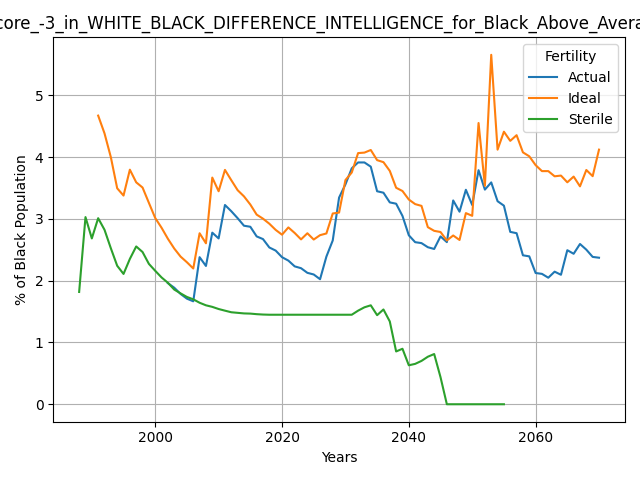 core_-3_in_WHITE_BLACK_DIFFERENCE_INTELLIGENCE_for_Black_Above_Avera
Fertility
Actual
Ideal
Sterile
% of Black Population
5
4
3
2
1
0
2000 2020 2040 2060
Years